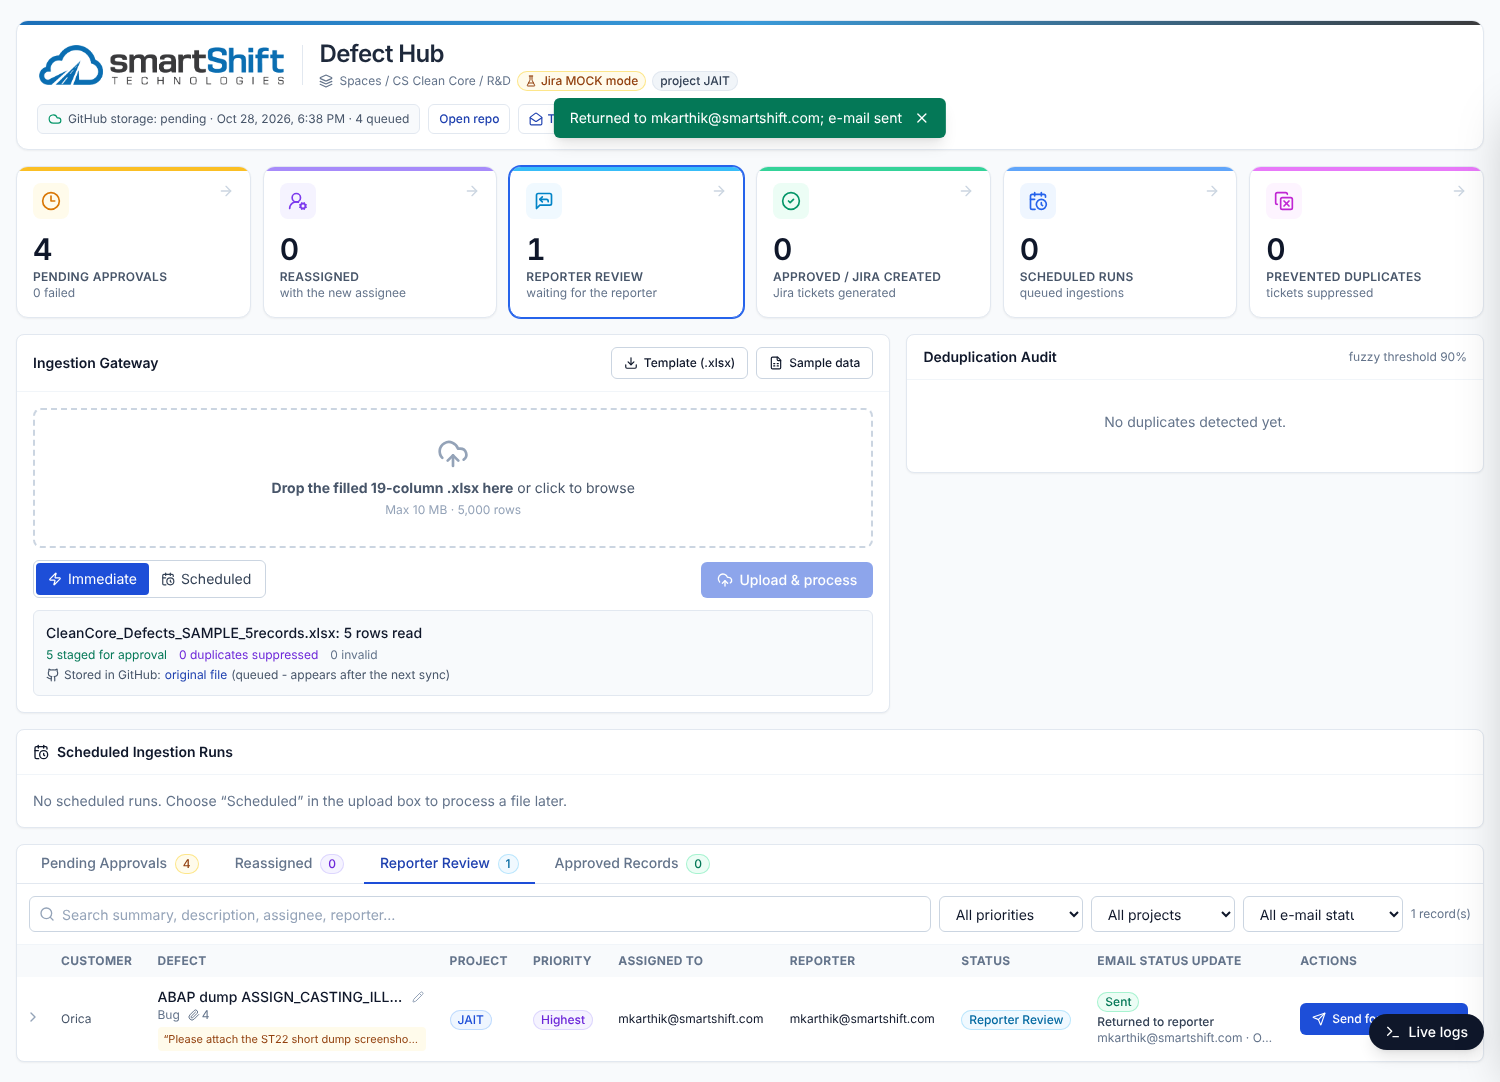 smartShift
TECHNOLOGIES
Defect Hub
Spaces / CS Clean Core / R&D
Jira MOCK mode
project JAIT
GitHub storage: pending · Oct 28, 2026, 6:38 PM · 4 queued
Open repo
Returned to mkarthik@smartshift.com; e-mail sent
4
PENDING APPROVALS
0 failed
0
REASSIGNED
with the new assignee
1
REPORTER REVIEW
waiting for the reporter
0
APPROVED / JIRA CREATED
Jira tickets generated
0
SCHEDULED RUNS
queued ingestions
0
PREVENTED DUPLICATES
tickets suppressed
Ingestion Gateway
Template (.xlsx)
Sample data
Drop the filled 19-column .xlsx here or click to browse
Max 10 MB · 5,000 rows
Immediate
Scheduled
Upload & process
CleanCore_Defects_SAMPLE_5records.xlsx: 5 rows read
5 staged for approval 0 duplicates suppressed 0 invalid
Stored in GitHub: original file (queued - appears after the next sync)
Deduplication Audit
fuzzy threshold 90%
No duplicates detected yet.
Scheduled Ingestion Runs
No scheduled runs. Choose “Scheduled” in the upload box to process a file later.
Pending Approvals 4
Reassigned 0
Reporter Review 1
Approved Records 0
Search summary, description, assignee, reporter...
All priorities
All projects
All e-mail statu
1 record(s)
CUSTOMER DEFECT PROJECT PRIORITY ASSIGNED TO REPORTER STATUS EMAIL STATUS UPDATE ACTIONS
Orica
ABAP dump ASSIGN_CASTING_ILL...
Bug 4
“Please attach the ST22 short dump screensho...
JAIT
Highest
mkarthik@smartshift.com
mkarthik@smartshift.com
Reporter Review
Sent
Returned to reporter
mkarthik@smartshift.com · O...
Send
Live logs